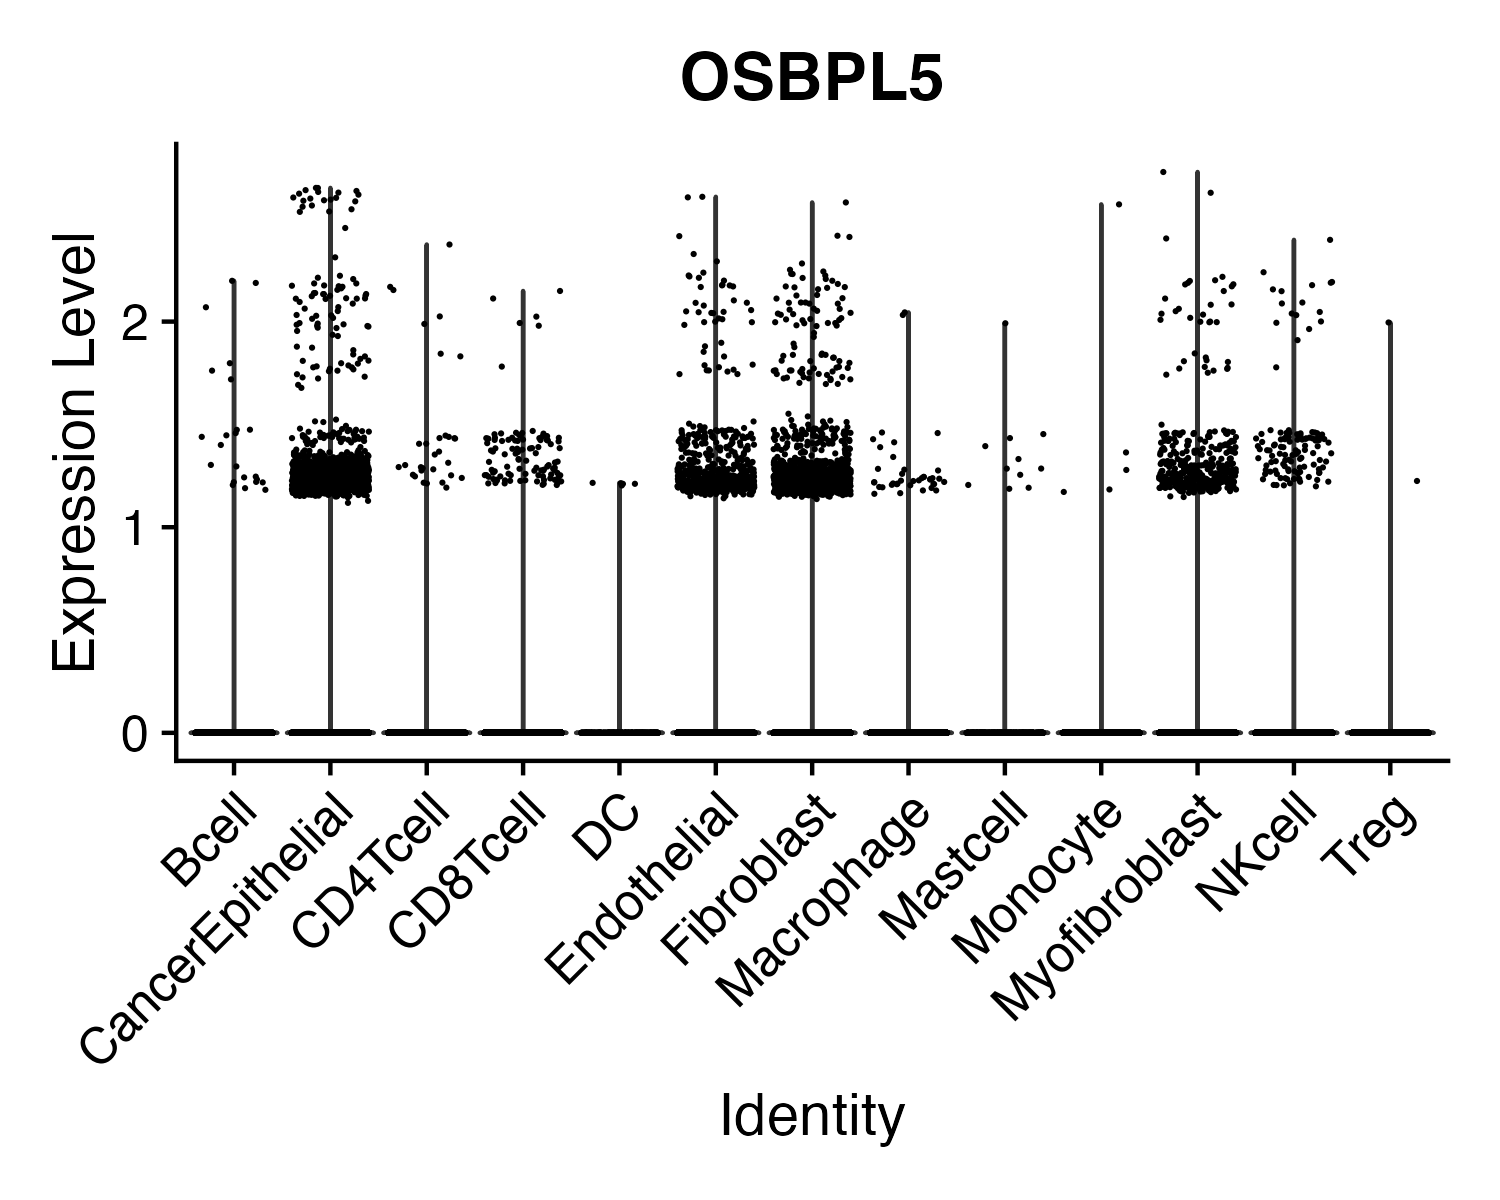 OSBPL5
Expression Level
2
1
0
Bcell
CancerEpithelial
CD4Tcell
CD8Tcell
DC
Endothelial
Fibroblast
Macrophage
Mastcell
Monocyte
Myofibroblast
NKcell
Treg
Identity